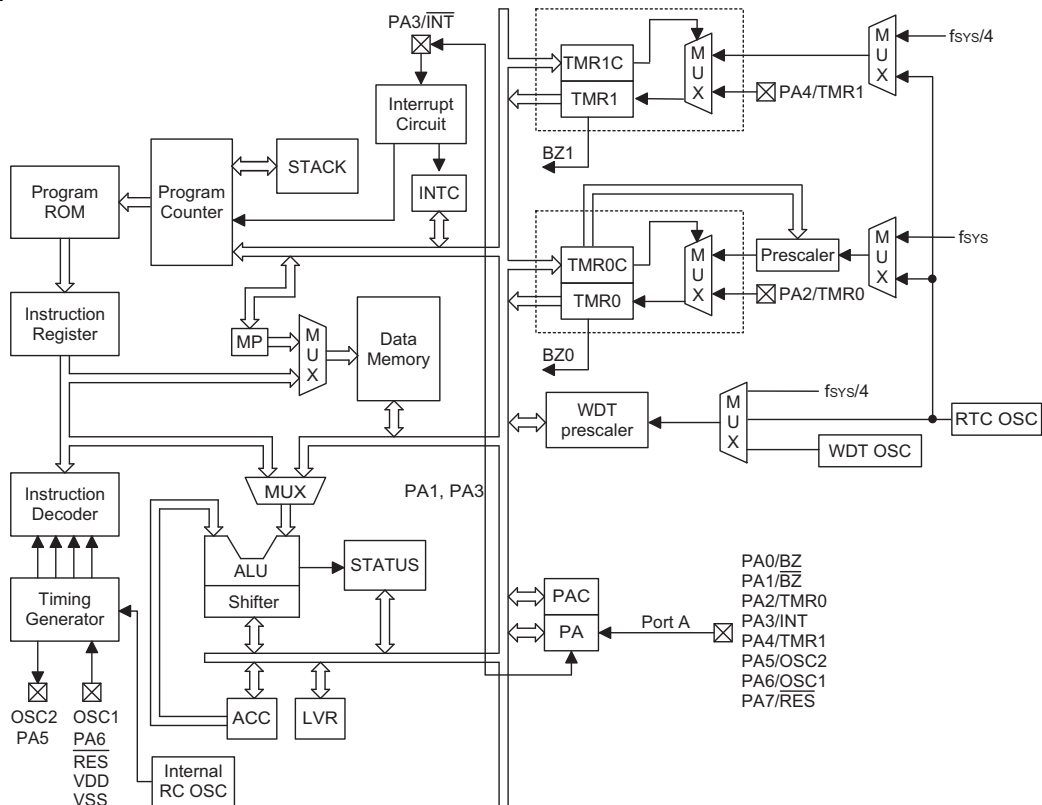 PA3/INT
Interrupt
Circuit
INTC
STACK
Program
Counter
Program
ROM
Instruction
Register
MP
MUX
Data
Memory
MUX
Instruction
Decoder
ALU
Shifter
STATUS
Timing
Generator
OSC2
PA5
OSC1
PA6
RES
VDD
VSS
Internal
RC OSC
ACC
LVR
PA1, PA3
TMR1C
TMR1
MUX
PA4/TMR1
MUX
fSYS/4
BZ1
TMR0C
TMR0
MUX
Prescaler
PA2/TMR0
MUX
fSYS
BZ0
WDT
prescaler
MUX
fSYS/4
RTC OSC
WDT OSC
PAC
PA
Port A
PA0/BZ
PA1/BZ
PA2/TMR0
PA3/INT
PA4/TMR1
PA5/OSC2
PA6/OSC1
PA7/RES